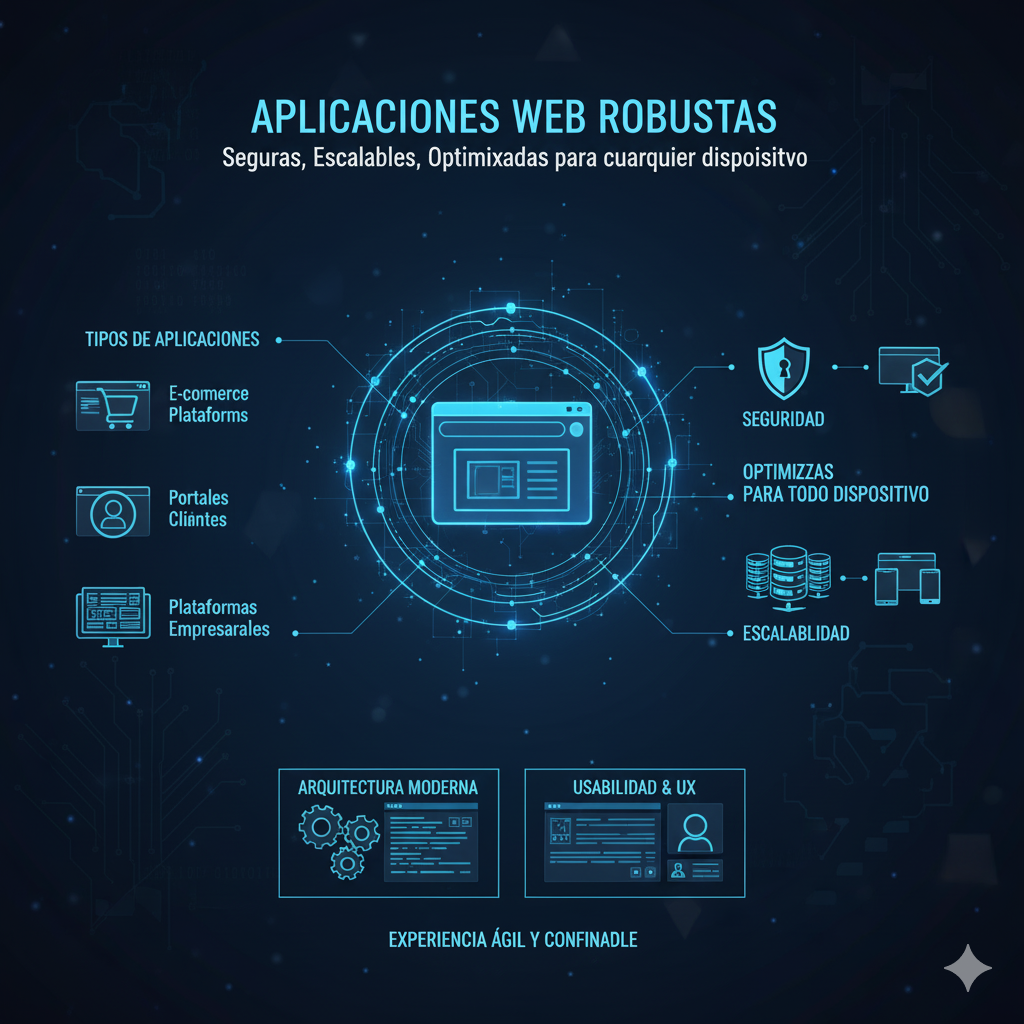 APLICACIONES WEB ROBUSTAS
Seguras, Escalables, Optimixadas para cuarquier dispoisitvo
TIPOS DE APLICACIONES
E-commerce
Plataforms
Portales
Cliántes
Plataformas
Empresarales
SEGURIDAD
OPTIMIZZAS
PARA TODO DISPOSITIVO
ESCALABLIDAD
ARQUITECTURA MODERNA
USABILIDAD & UX
EXPERIENCIA ÁGIL Y CONFINADLE